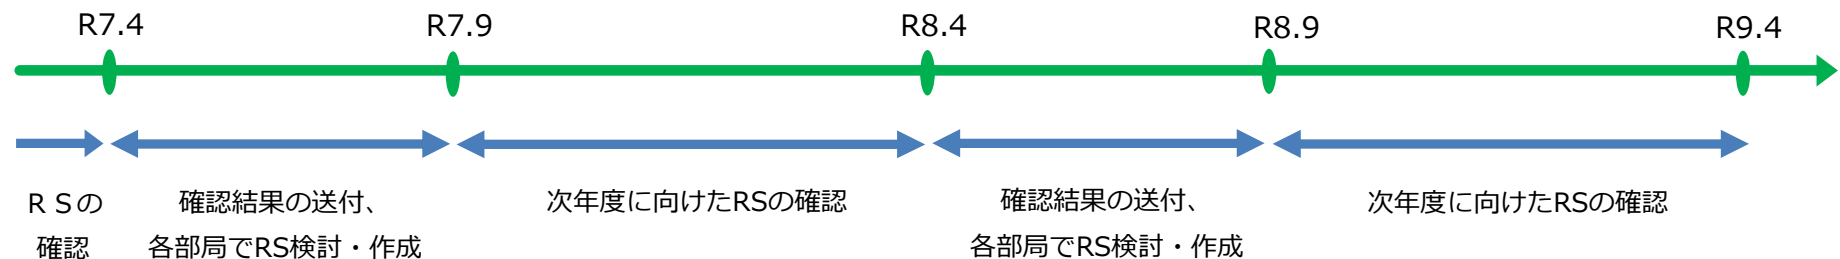 R7.4
R7.9
R8.4
R8.9
R9.4
ＲＳの
確認
確認結果の送付、
各部局でRS検討・作成
次年度に向けたRSの確認
確認結果の送付、
各部局でRS検討・作成
次年度に向けたRSの確認